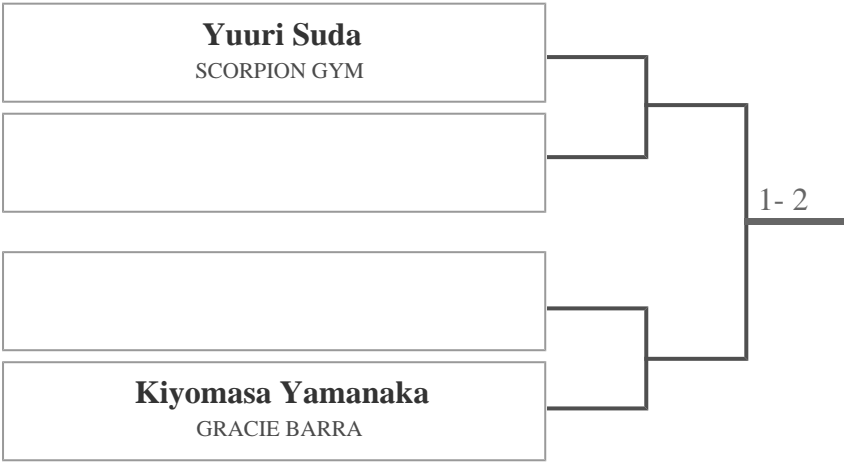 Yuuri Suda
SCORPION GYM
1- 2
Kiyomasa Yamanaka
GRACIE BARRA